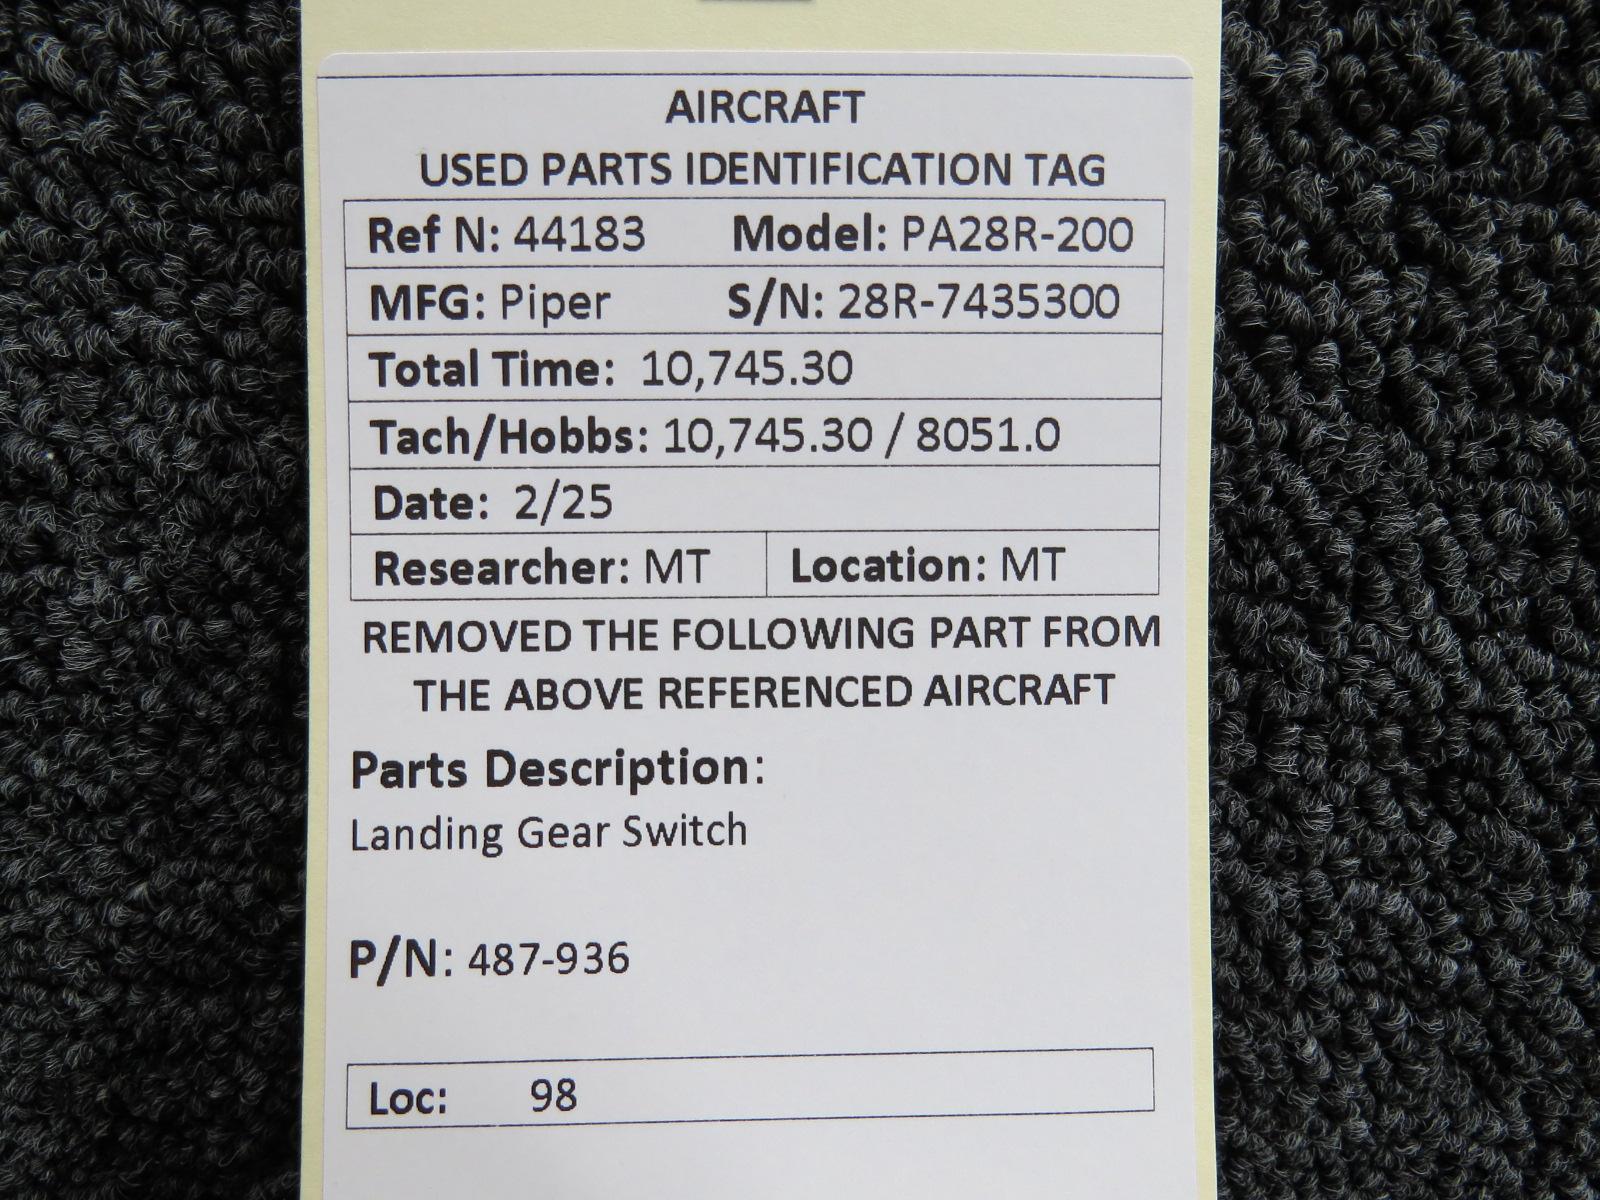 AIRCRAFT
USED PARTS IDENTIFICATION TAG
Ref N: 44183 Model: PA28R-200
MFG: Piper S/N: 28R-7435300
Total Time: 10,745.30
Tach/Hobbs: 10,745.30 / 8051.0
Date: 2/25
Researcher: MT Location: MT
REMOVED THE FOLLOWING PART FROM
THE ABOVE REFERENCED AIRCRAFT
Parts Description:
Landing Gear Switch
P/N: 487-936
Loc: 98